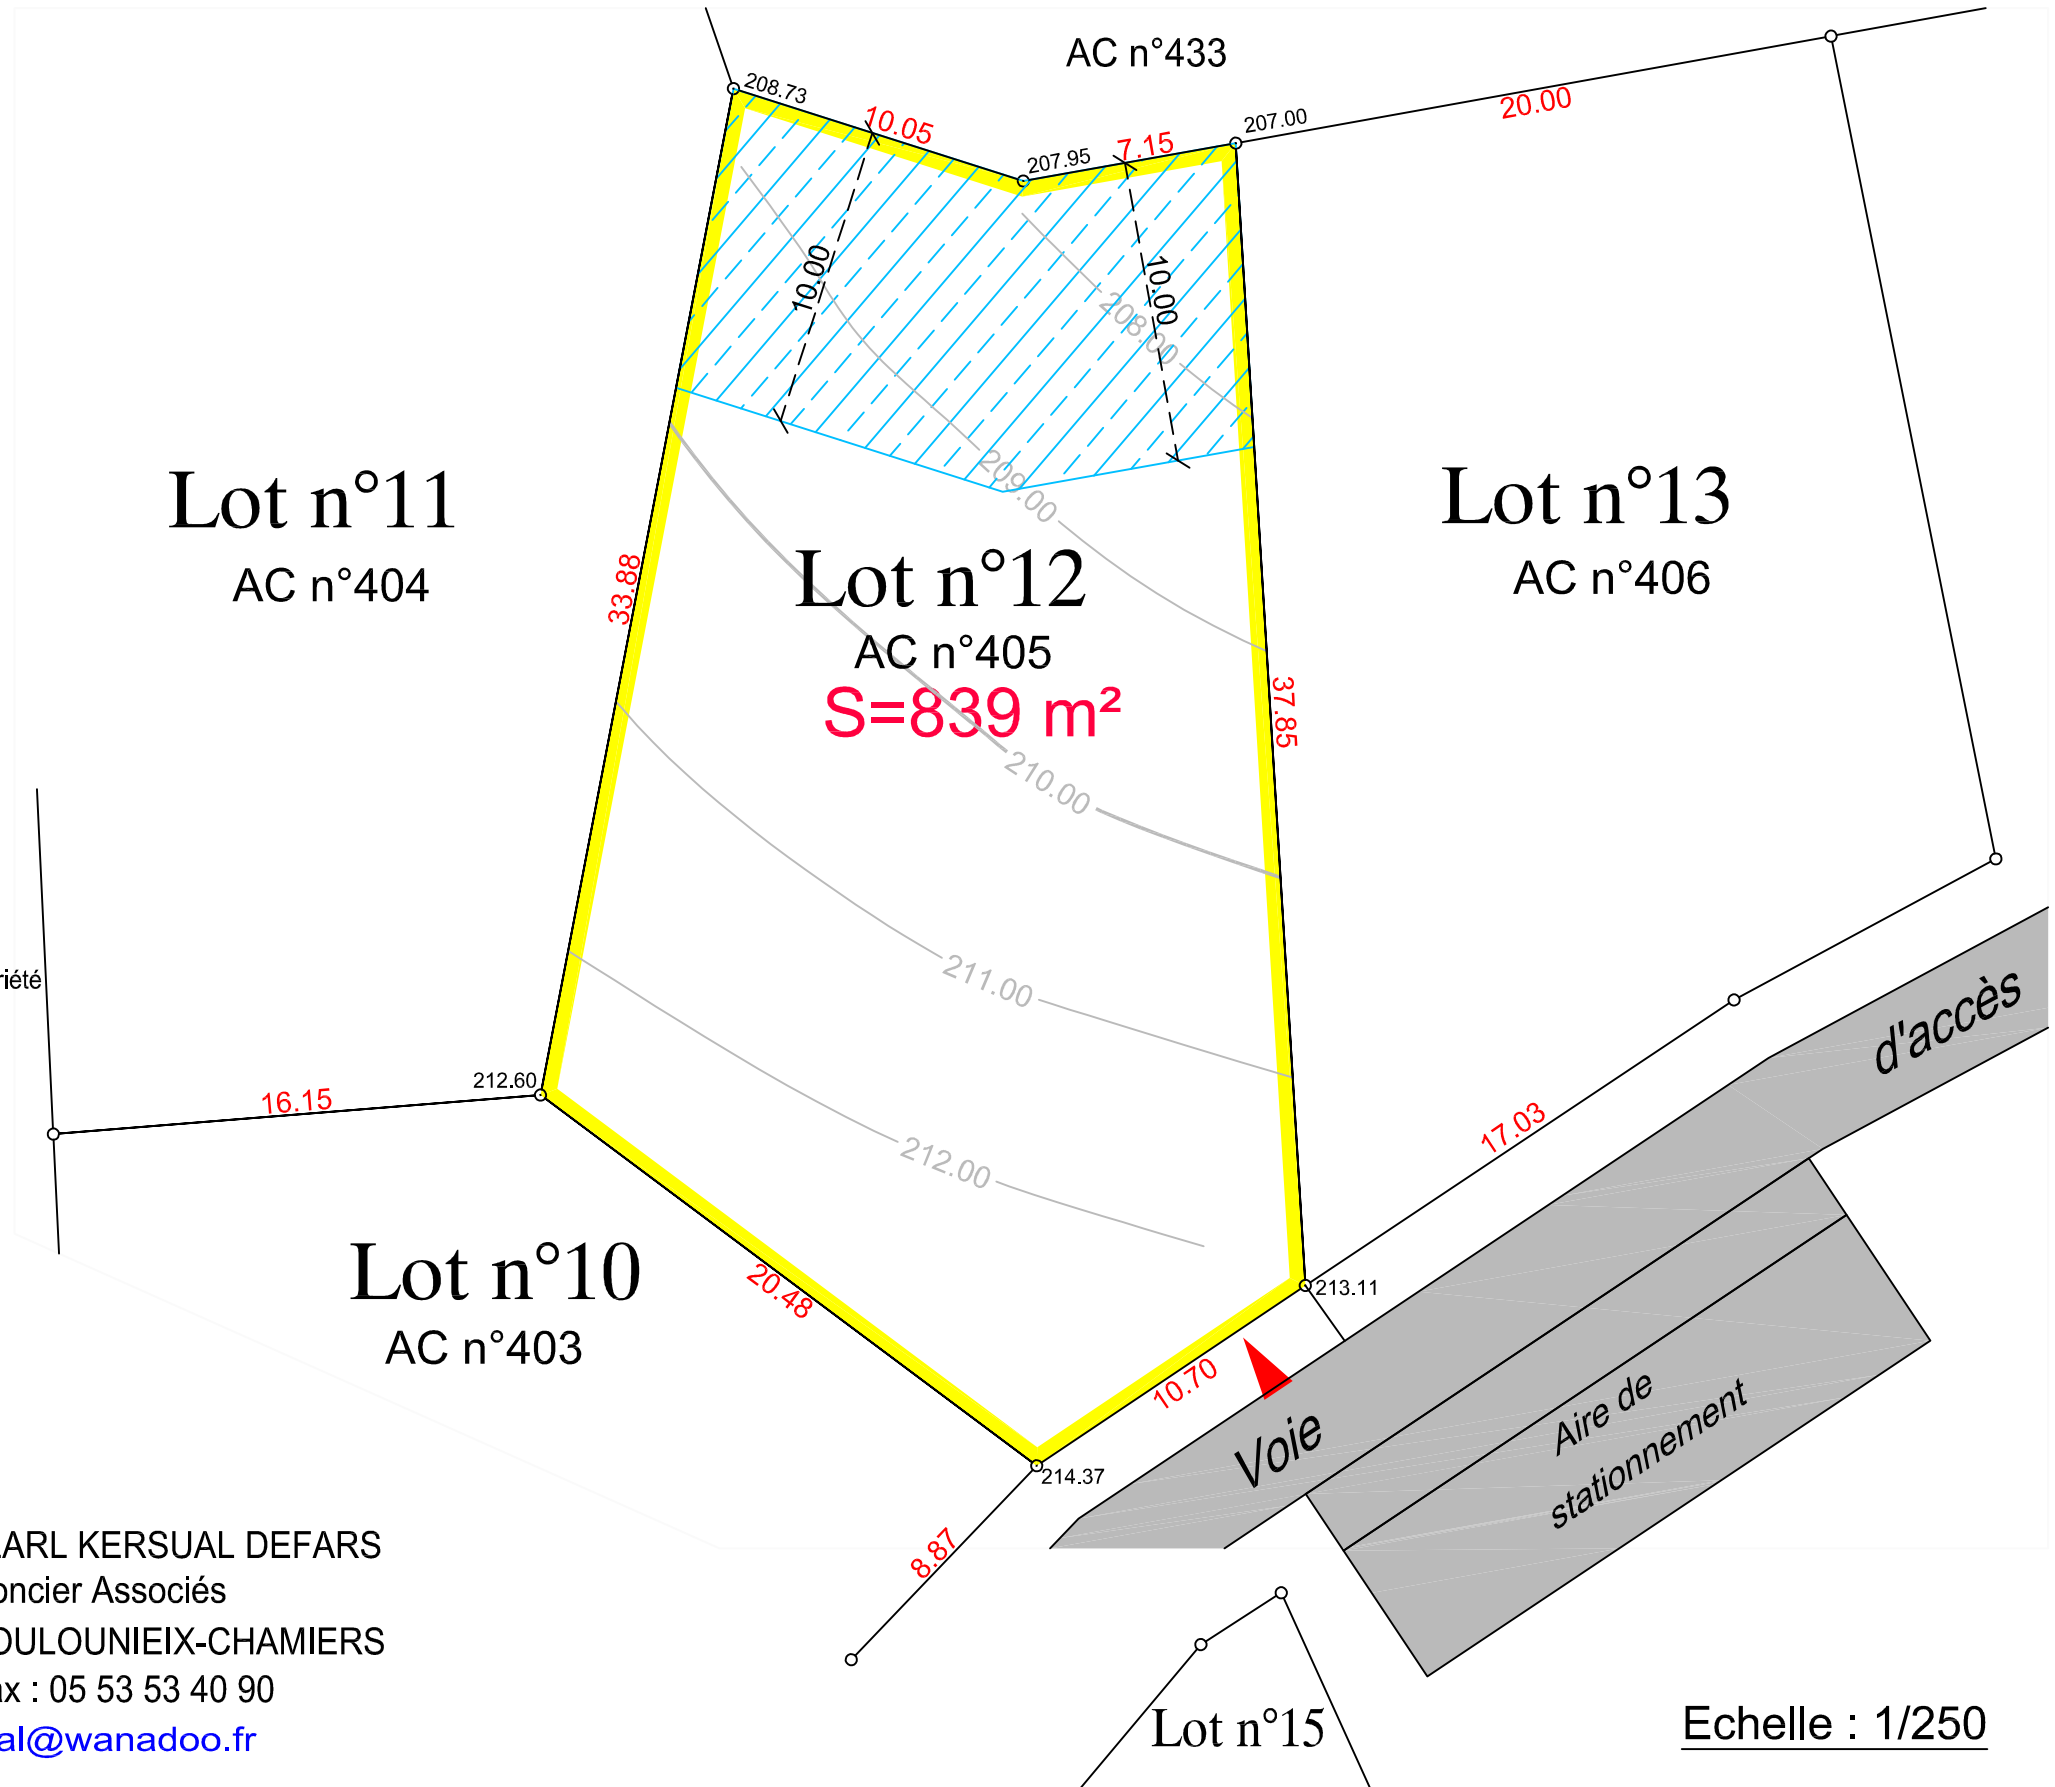 AC n°433
208.73
10.05
207.95
7.15
207.00
20.00
10.00
10.00
208.00
209.00
Lot n°11
AC n°404
33.88
Lot n°12
AC n°405
S=839 m²
Lot n°13
AC n°406
37.85
210.00
211.00
212.00
riété
16.15
212.60
Lot n°10
AC n°403
20.48
10.70
213.11
214.37
17.03
8.87
Voie
d'accès
Aire de
stationnement
ARL KERSUAL DEFARS
oncier Associés
OULOUNIEIX-CHAMIERS
ax : 05 53 53 40 90
al@wanadoo.fr
Lot n°15
Echelle : 1/250